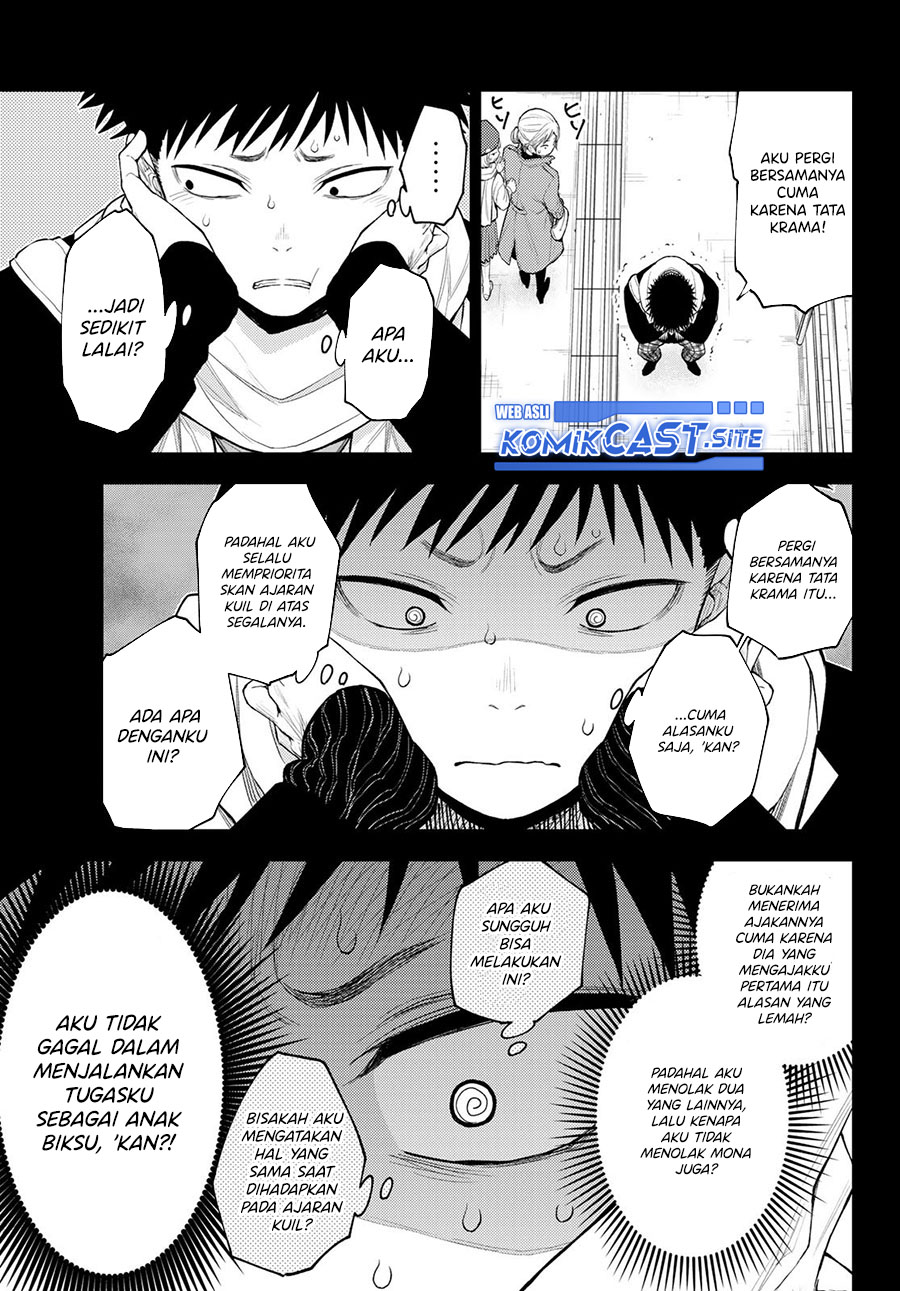 AKU PERGI
BERSAMANYA
CUMA
KARENA TATA
KRAMA!
ヒソ
ヒソ
......
APA
AKU...
...JADI
SEDIKIT
LALAI?
WEB ASLI
KOMIKCAST.SITE
PERGI
BERSAMANYA
KARENA TATA
KRAMA ITU...
...CUMA
ALASANKU
SAJA, 'KAN?
PADAHAL AKU
SELALU
MEMPRIORITA
SKAN AJARAN
KUIL DI ATAS
SEGALANYA.
ADA APA
DENGANKU
INI?
BUKANKAH
MENERIMA
AJAKANNYA
CUMA KARENA
DIA YANG
MENGAJAKKU
PERTAMA ITU
ALASAN YANG
LEMAH?
PADAHAL AKU
MENOLAK DUA
YANG LAINNYA,
LALU KENAPA
AKU TIDAK
MENOLAK MONA
JUGA?
APA AKU
SUNGGUH
BISA
MELAKUKAN
INI?
BISAKAH AKU
MENGATAKAN
HAL YANG
SAMA SAAT
DIHADAPKAN
PADA AJARAN
KUIL?
AKU TIDAK
GAGAL DALAM
MENJALANKAN
TUGASKU
SEBAGAI ANAK
BIKSU, 'KAN?!